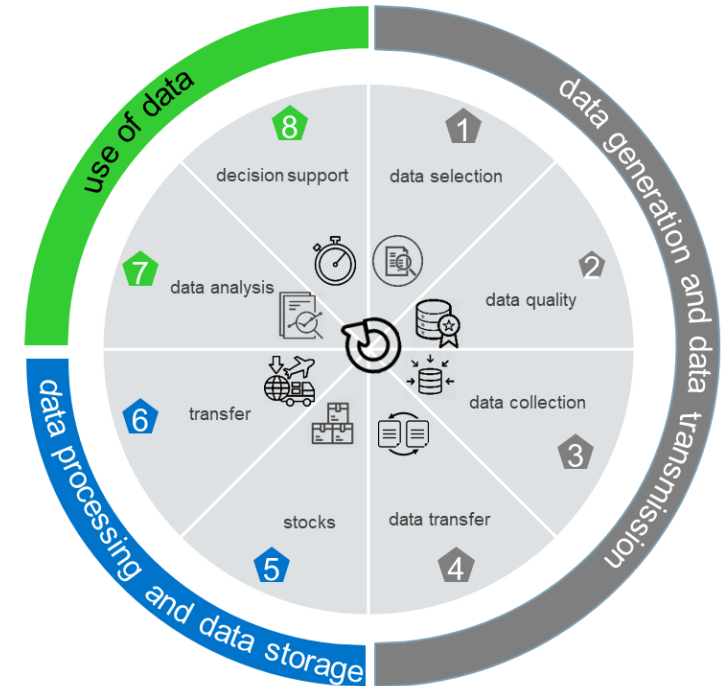 use of data
data generation and data transmission
data processing and data storage
1
data selection
2
data quality
data collection
3
data transfer
4
stocks
5
transfer
6
7
data analysis
8
decision support